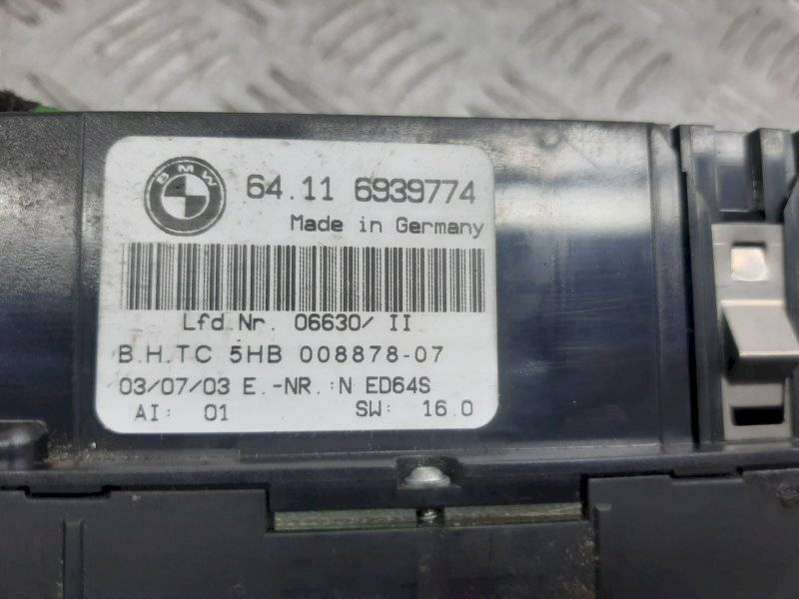 BMW
64.11 6939774
Made in Germany
Lfd.Nr. 06630/ II
B.H.TC 5HB 008878-07
03/07/03 E.-NR.:N ED64S
AI: 01 SW: 16.0